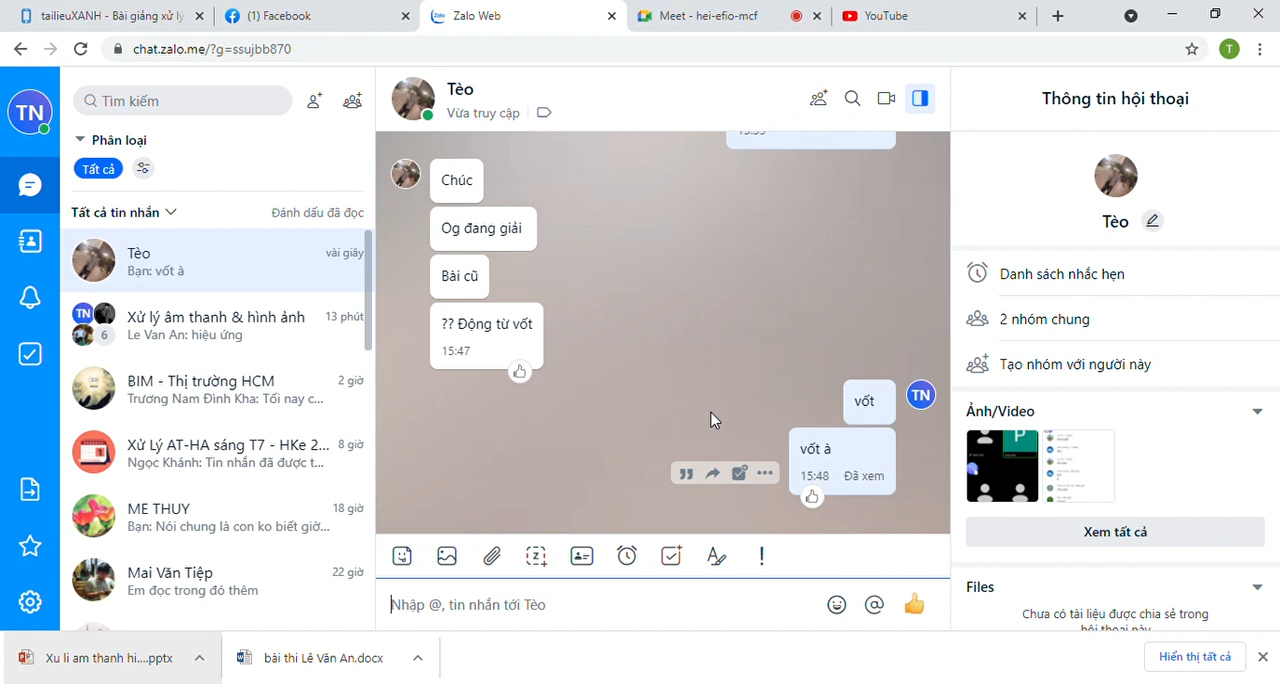 tailieuXANH - Bài giảng xử lý
(1) Facebook
Zalo Web
Meet - hei-efio-mcf
YouTube
chat.zalo.me/?g=ssujbb870
T
TN
Tìm kiếm
Phân loại
Tất cả
Tất cả tin nhắn
Đánh dấu đã đọc
Tèo
vài giây
Bạn: vốt à
TN
6
Xử lý âm thanh & hình ảnh
13 phút
Le Van An: hiệu ứng
BIM - Thị trường HCM
2 giờ
Trương Nam Đình Kha: Tối nay c...
Xử Lý AT-HA sáng T7 - HKe 2...
8 giờ
Ngọc Khánh: Tin nhắn đã được t...
ME THUY
18 giờ
Bạn: Nói chung là con ko biết giờ...
Mai Văn Tiệp
22 giờ
Em đọc trong đó thêm
Tèo
Vừa truy cập
Chúc
Og đang giải
Bài cũ
?? Động từ vốt
15:47
vốt
TN
vốt à
15:48 Đã xem
Nhập @, tin nhắn tới Tèo
Thông tin hội thoại
Tèo
Danh sách nhắc hẹn
2 nhóm chung
Tạo nhóm với người này
Ảnh/Video
P
Xem tất cả
Files
Chưa có tài liệu được chia sẻ trong
hội thoại này
Xu li am thanh hi....pptx
bài thi Lê Văn An.docx
Hiển thị tất cả